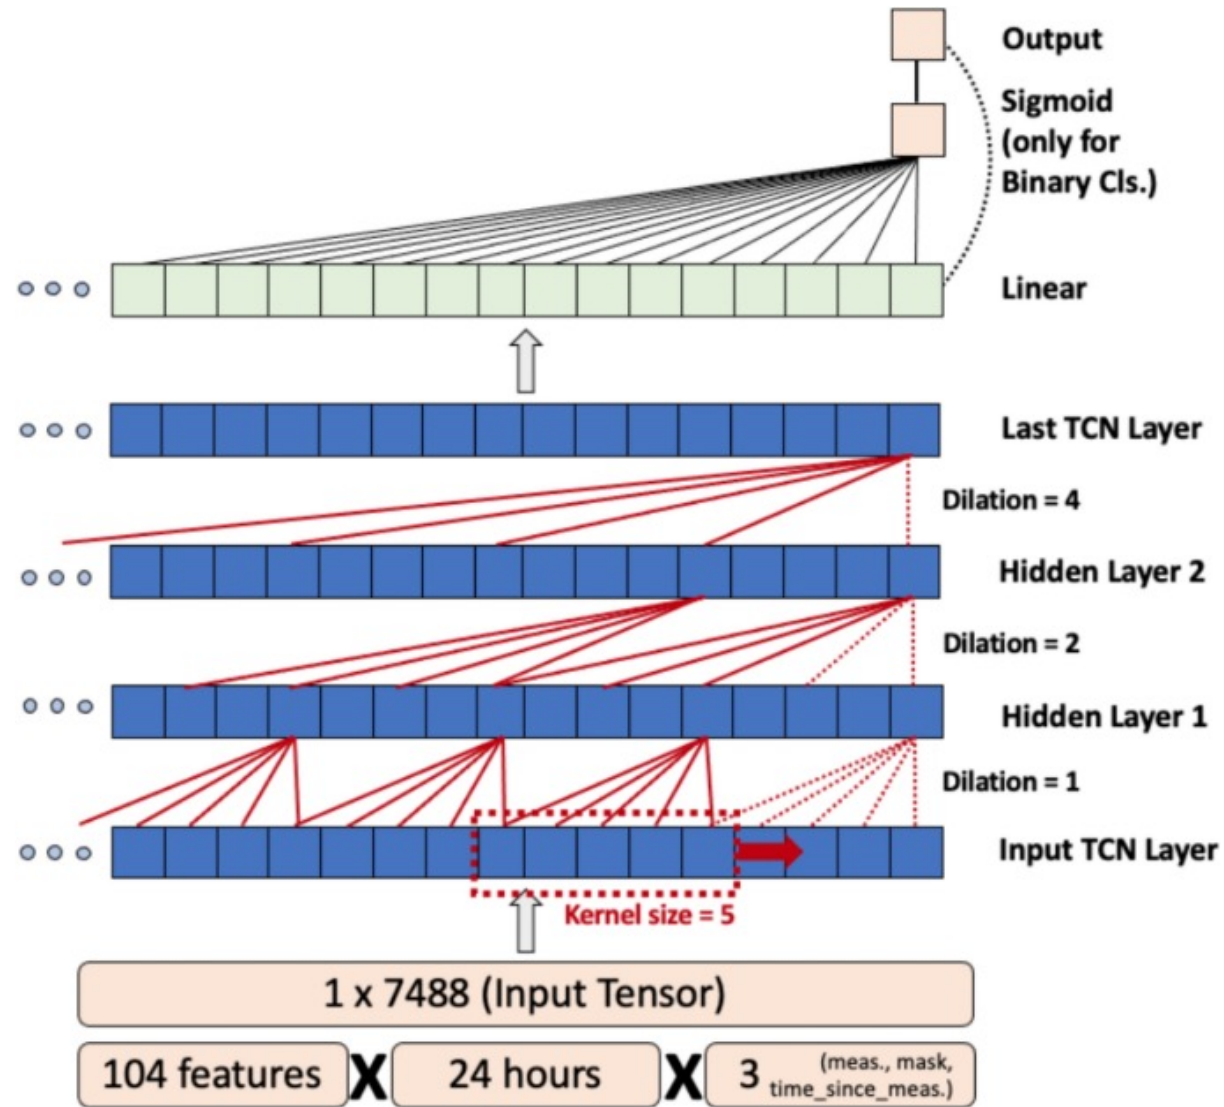 Output
Sigmoid
(only for
Binary Cls.)
Linear
Last TCN Layer
Dilation = 4
Hidden Layer 2
Dilation = 2
Hidden Layer 1
Dilation = 1
Input TCN Layer
Kernel size = 5
1 x 7488 (Input Tensor)
104 features X 24 hours X 3 (meas., mask,
time_since_meas.)